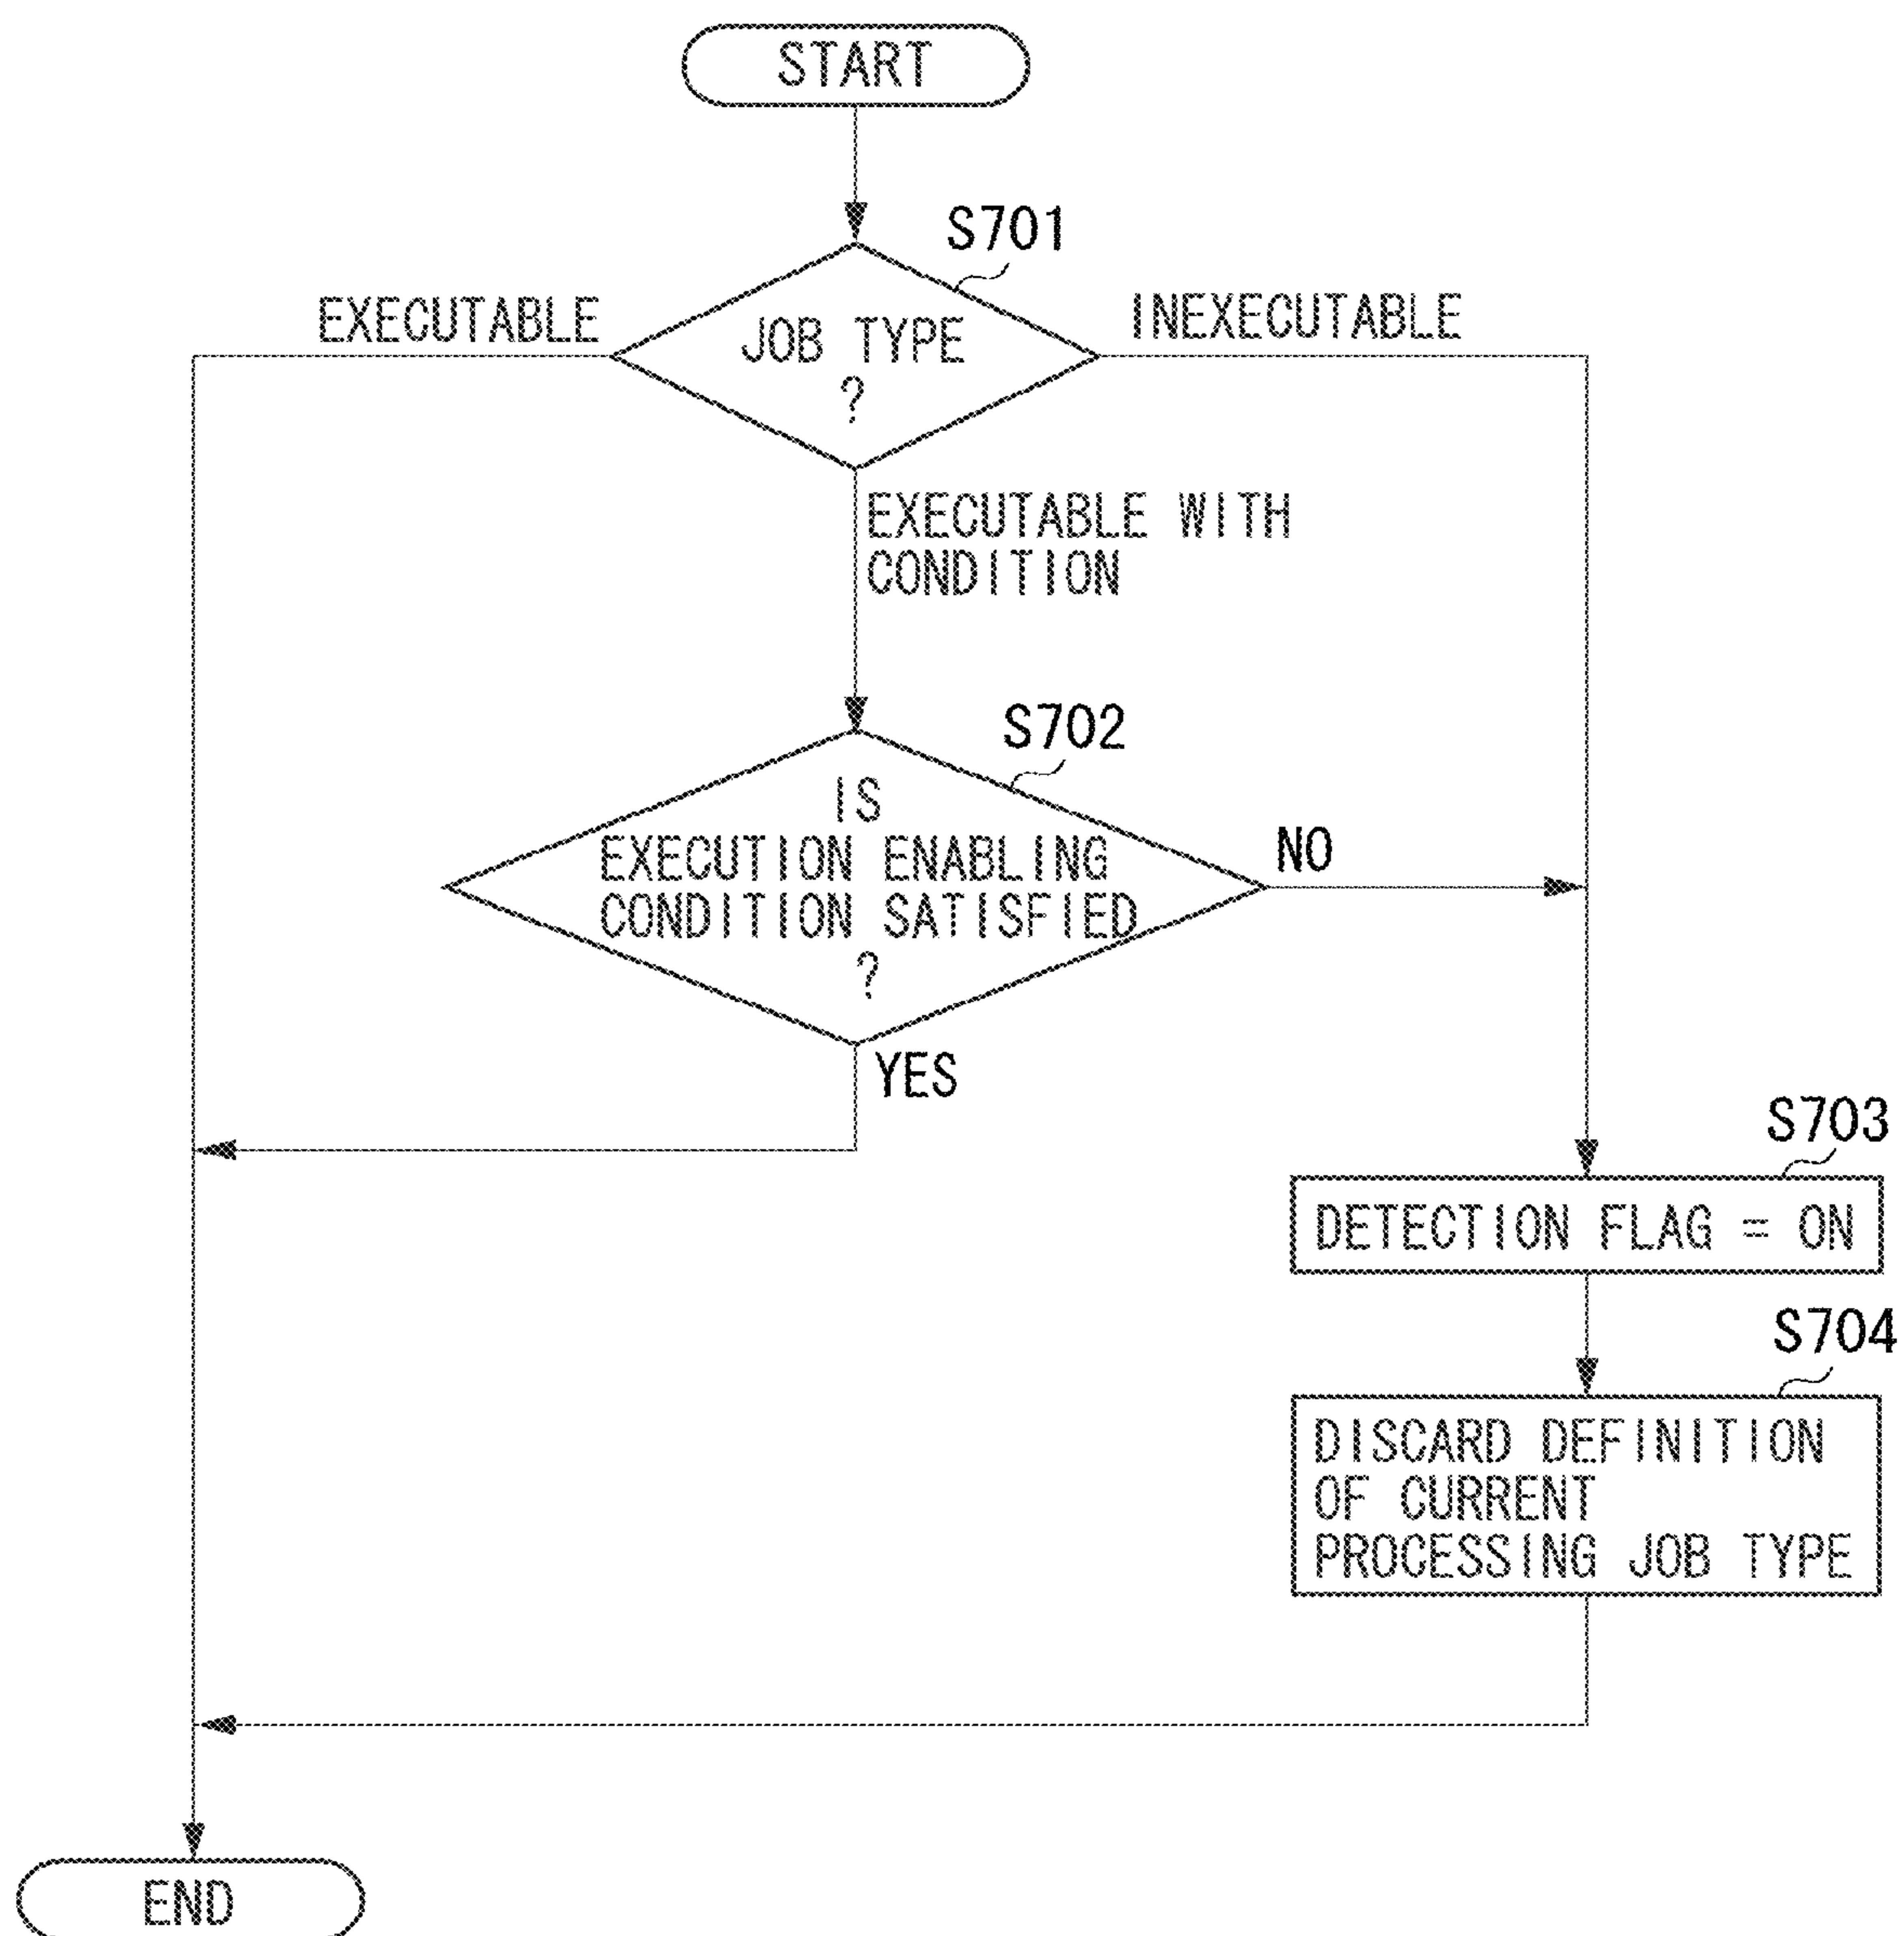 START
S701
EXECUTABLE
JOB TYPE
?
INEXECUTABLE
EXECUTABLE WITH
CONDITION
S702
IS
EXECUTION ENABLING
CONDITION SATISFIED
?
NO
YES
S703
DETECTION FLAG = ON
S704
DISCARD DEFINITION
OF CURRENT
PROCESSING JOB TYPE
END